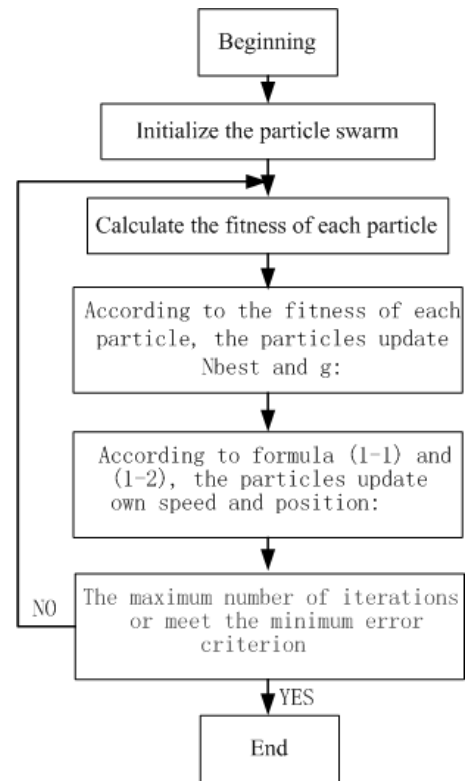 Beginning
Initialize the particle swarm
Calculate the fitness of each particle
According to the fitness of each
particle, the particles update
Nbest and g:
According to formula (1-1) and
(1-2), the particles update
own speed and position:
NO
The maximum number of iterations
or meet the minimum error
criterion
YES
End